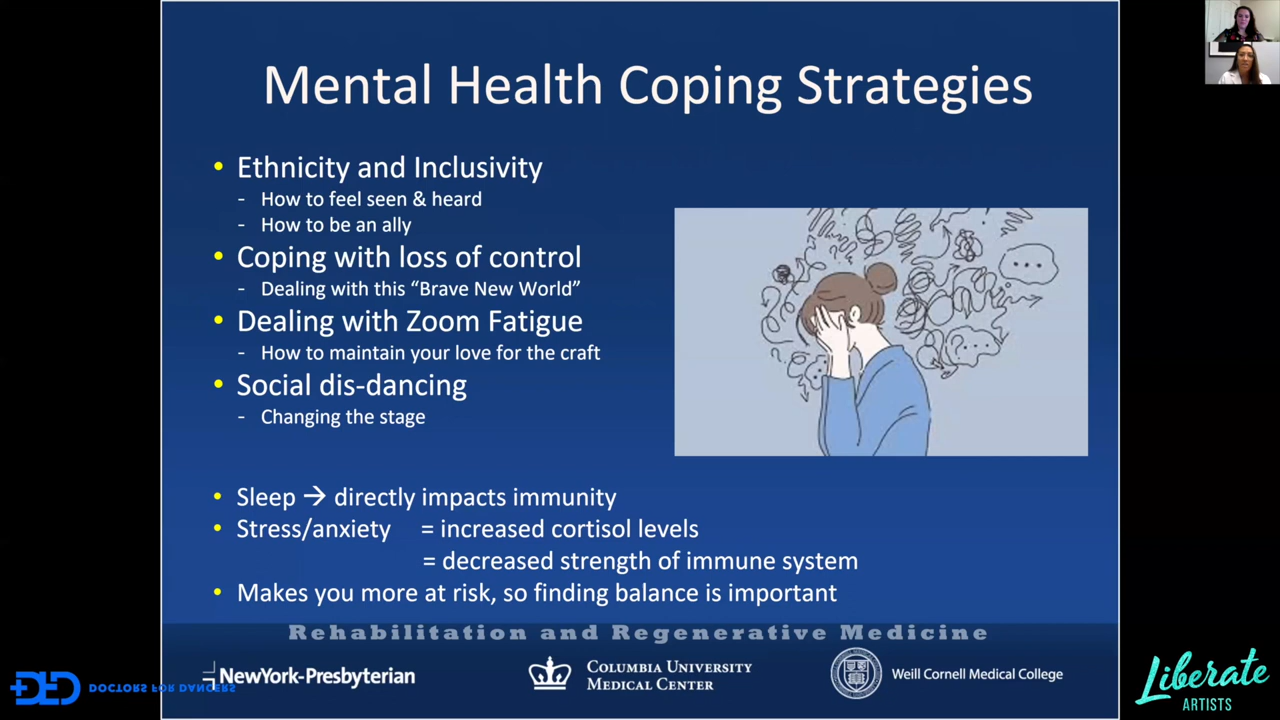 Mental Health Coping Strategies
• Ethnicity and Inclusivity
- How to feel seen & heard
- How to be an ally
• Coping with loss of control
- Dealing with this “Brave New World”
• Dealing with Zoom Fatigue
- How to maintain your love for the craft
• Social dis-dancing
- Changing the stage
• Sleep → directly impacts immunity
• Stress/anxiety = increased cortisol levels
= decreased strength of immune system
• Makes you more at risk, so finding balance is important
Rehabilitation and Regenerative Medicine
NewYork-Presbyterian
COLUMBIA UNIVERSITY
MEDICAL CENTER
Weill Cornell Medical College
DFD DOCTORS FOR DANCERS
Liberate
ARTISTS